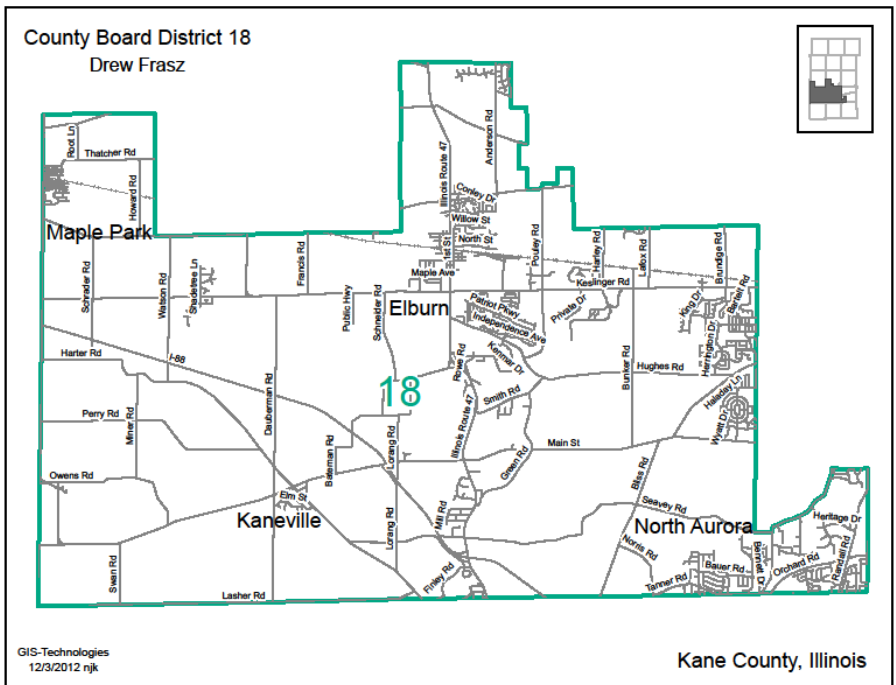 County Board District 18
Drew Frasz
Root Ln
Thatcher Rd
Howard Rd
Maple Park
Illinois Route 47
Anderson Rd
Conley Dr
Willow St
North St
1st St
Maple Ave
Pouley Rd
Harley Rd
Lafox Rd
Brundige Rd
Schrader Rd
Watson Rd
Shadetree Ln
Francis Rd
Public Hwy
Schneider Rd
Elburn
Patriot Pkwy
Independence Ave
Private Dr
Keslinger Rd
King Dr
Bartelt Rd
Herrington Dr
Harter Rd
I-88
Dauberman Rd
Rowe Rd
Kenmar Dr
Bunker Rd
Hughes Rd
18
Smith Rd
Haladay Ln
Wyatt Dr
Perry Rd
Miner Rd
Bateman Rd
Lorang Rd
Illinois Route 47
Green Rd
Main St
Bliss Rd
Owens Rd
Elm St
Kaneville
Lorang Rd
Mill Rd
Seavey Rd
North Aurora
Heritage Dr
Norris Rd
Bauer Rd
Bennett Dr
Orchard Rd
Randall Rd
Swan Rd
Lasher Rd
Finley Rd
Tanner Rd
GIS-Technologies
12/3/2012 njk
Kane County, Illinois